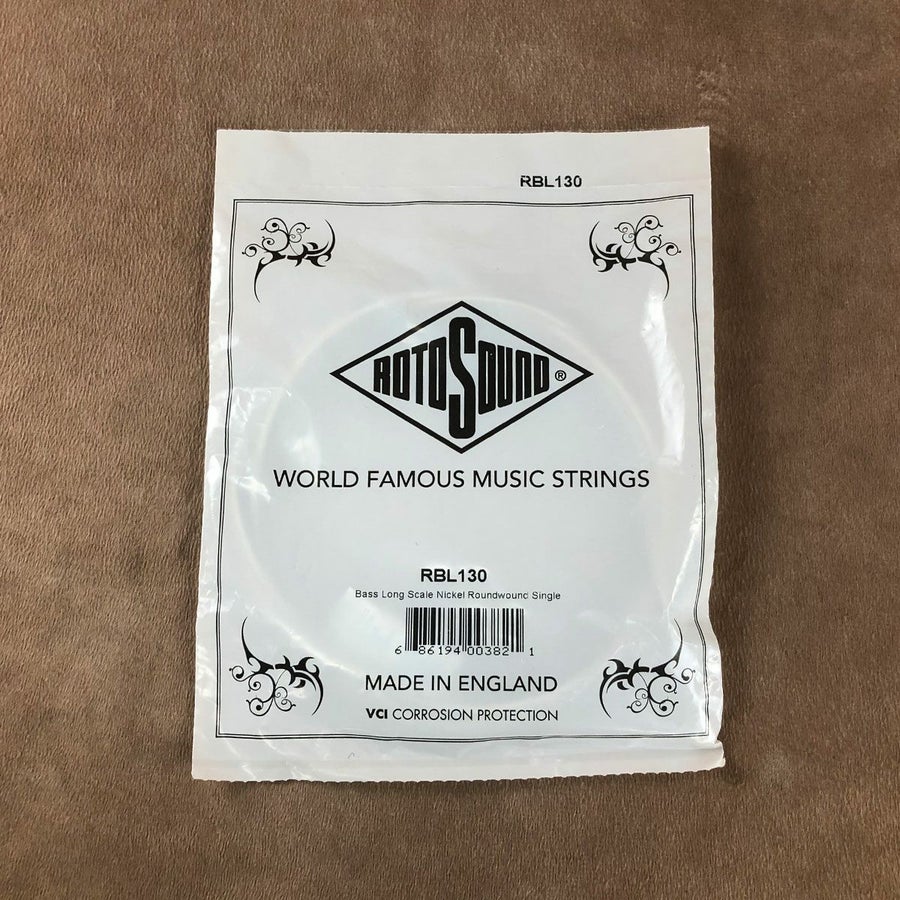 RBL130
ROTOSOUND®
WORLD FAMOUS MUSIC STRINGS
RBL130
Bass Long Scale Nickel Roundwound Single
6 86194 00382 1
MADE IN ENGLAND
VCI CORROSION PROTECTION